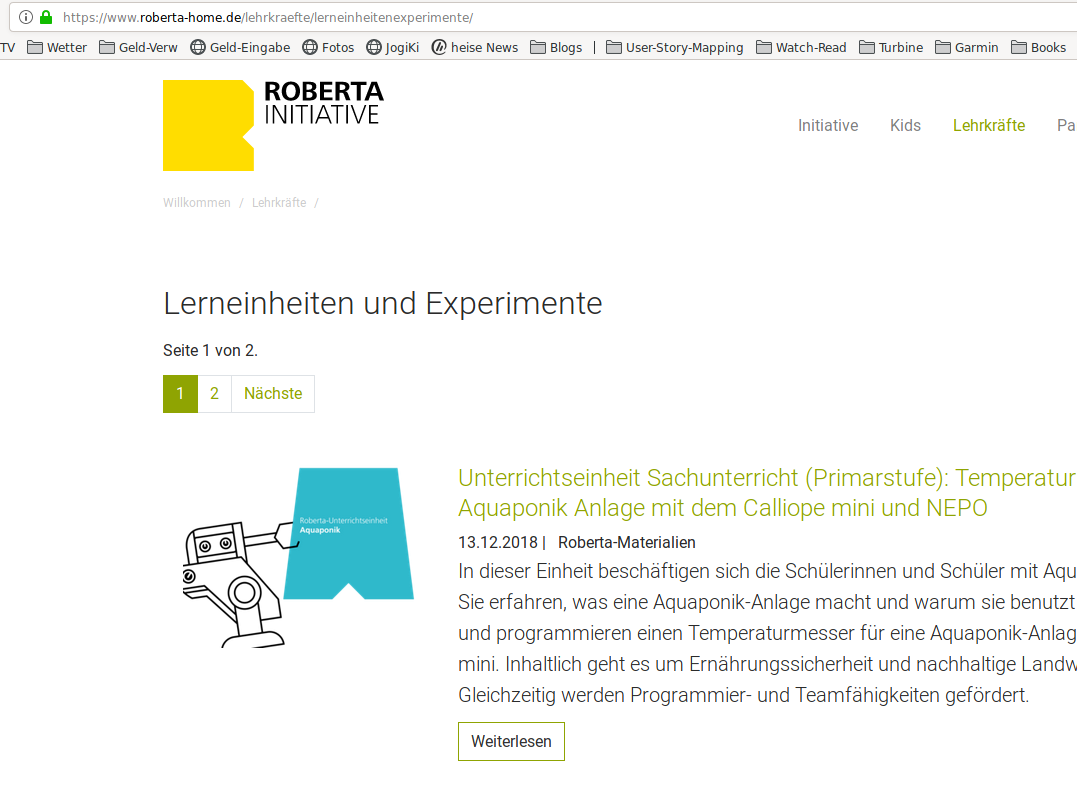 https://www.roberta-home.de/lehrkraefte/lerneinheitenexperimente/
TV Wetter Geld-Verw Geld-Eingabe Fotos JogiKi heise News Blogs | User-Story-Mapping Watch-Read Turbine Garmin Books
ROBERTA
INITIATIVE
Initiative Kids Lehrkräfte Pa
Willkommen / Lehrkräfte /
Lerneinheiten und Experimente
Seite 1 von 2.
1 2 Nächste
Roberta-Unterrichtseinheit
Aquaponik
Unterrichtseinheit Sachunterricht (Primarstufe): Temperatur
Aquaponik Anlage mit dem Calliope mini und NEPO
13.12.2018 | Roberta-Materialien
In dieser Einheit beschäftigen sich die Schülerinnen und Schüler mit Aqu
Sie erfahren, was eine Aquaponik-Anlage macht und warum sie benutzt
und programmieren einen Temperaturmesser für eine Aquaponik-Anlag
mini. Inhaltlich geht es um Ernährungssicherheit und nachhaltige Landw
Gleichzeitig werden Programmier- und Teamfähigkeiten gefördert.
Weiterlesen